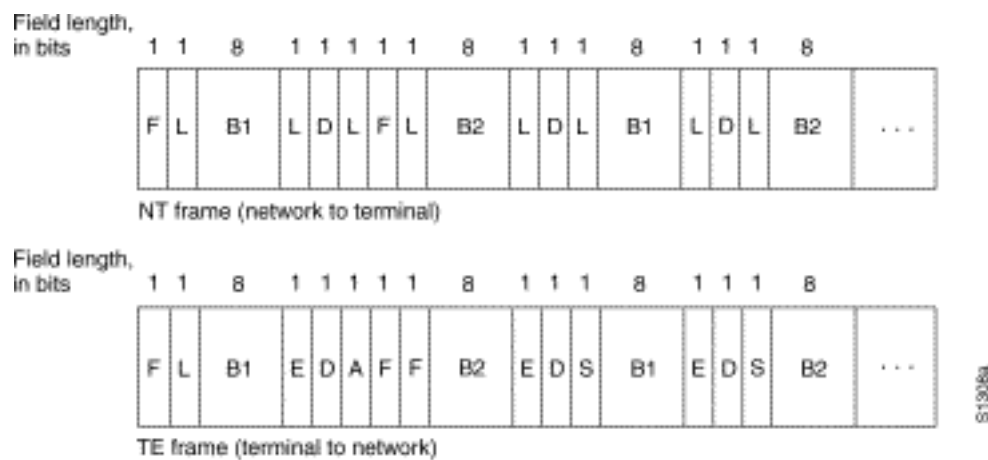 Field length,
in bits 1 1 8 1 1 1 1 1 8 1 1 1 8 1 1 1 8
F L B1 L D L F L B2 L D L B1 L D L B2 . . .
NT frame (network to terminal)
Field length,
in bits 1 1 8 1 1 1 1 1 8 1 1 1 8 1 1 1 8
F L B1 E D A F F B2 E D S B1 E D S B2 . . .
TE frame (terminal to network)
S1308a